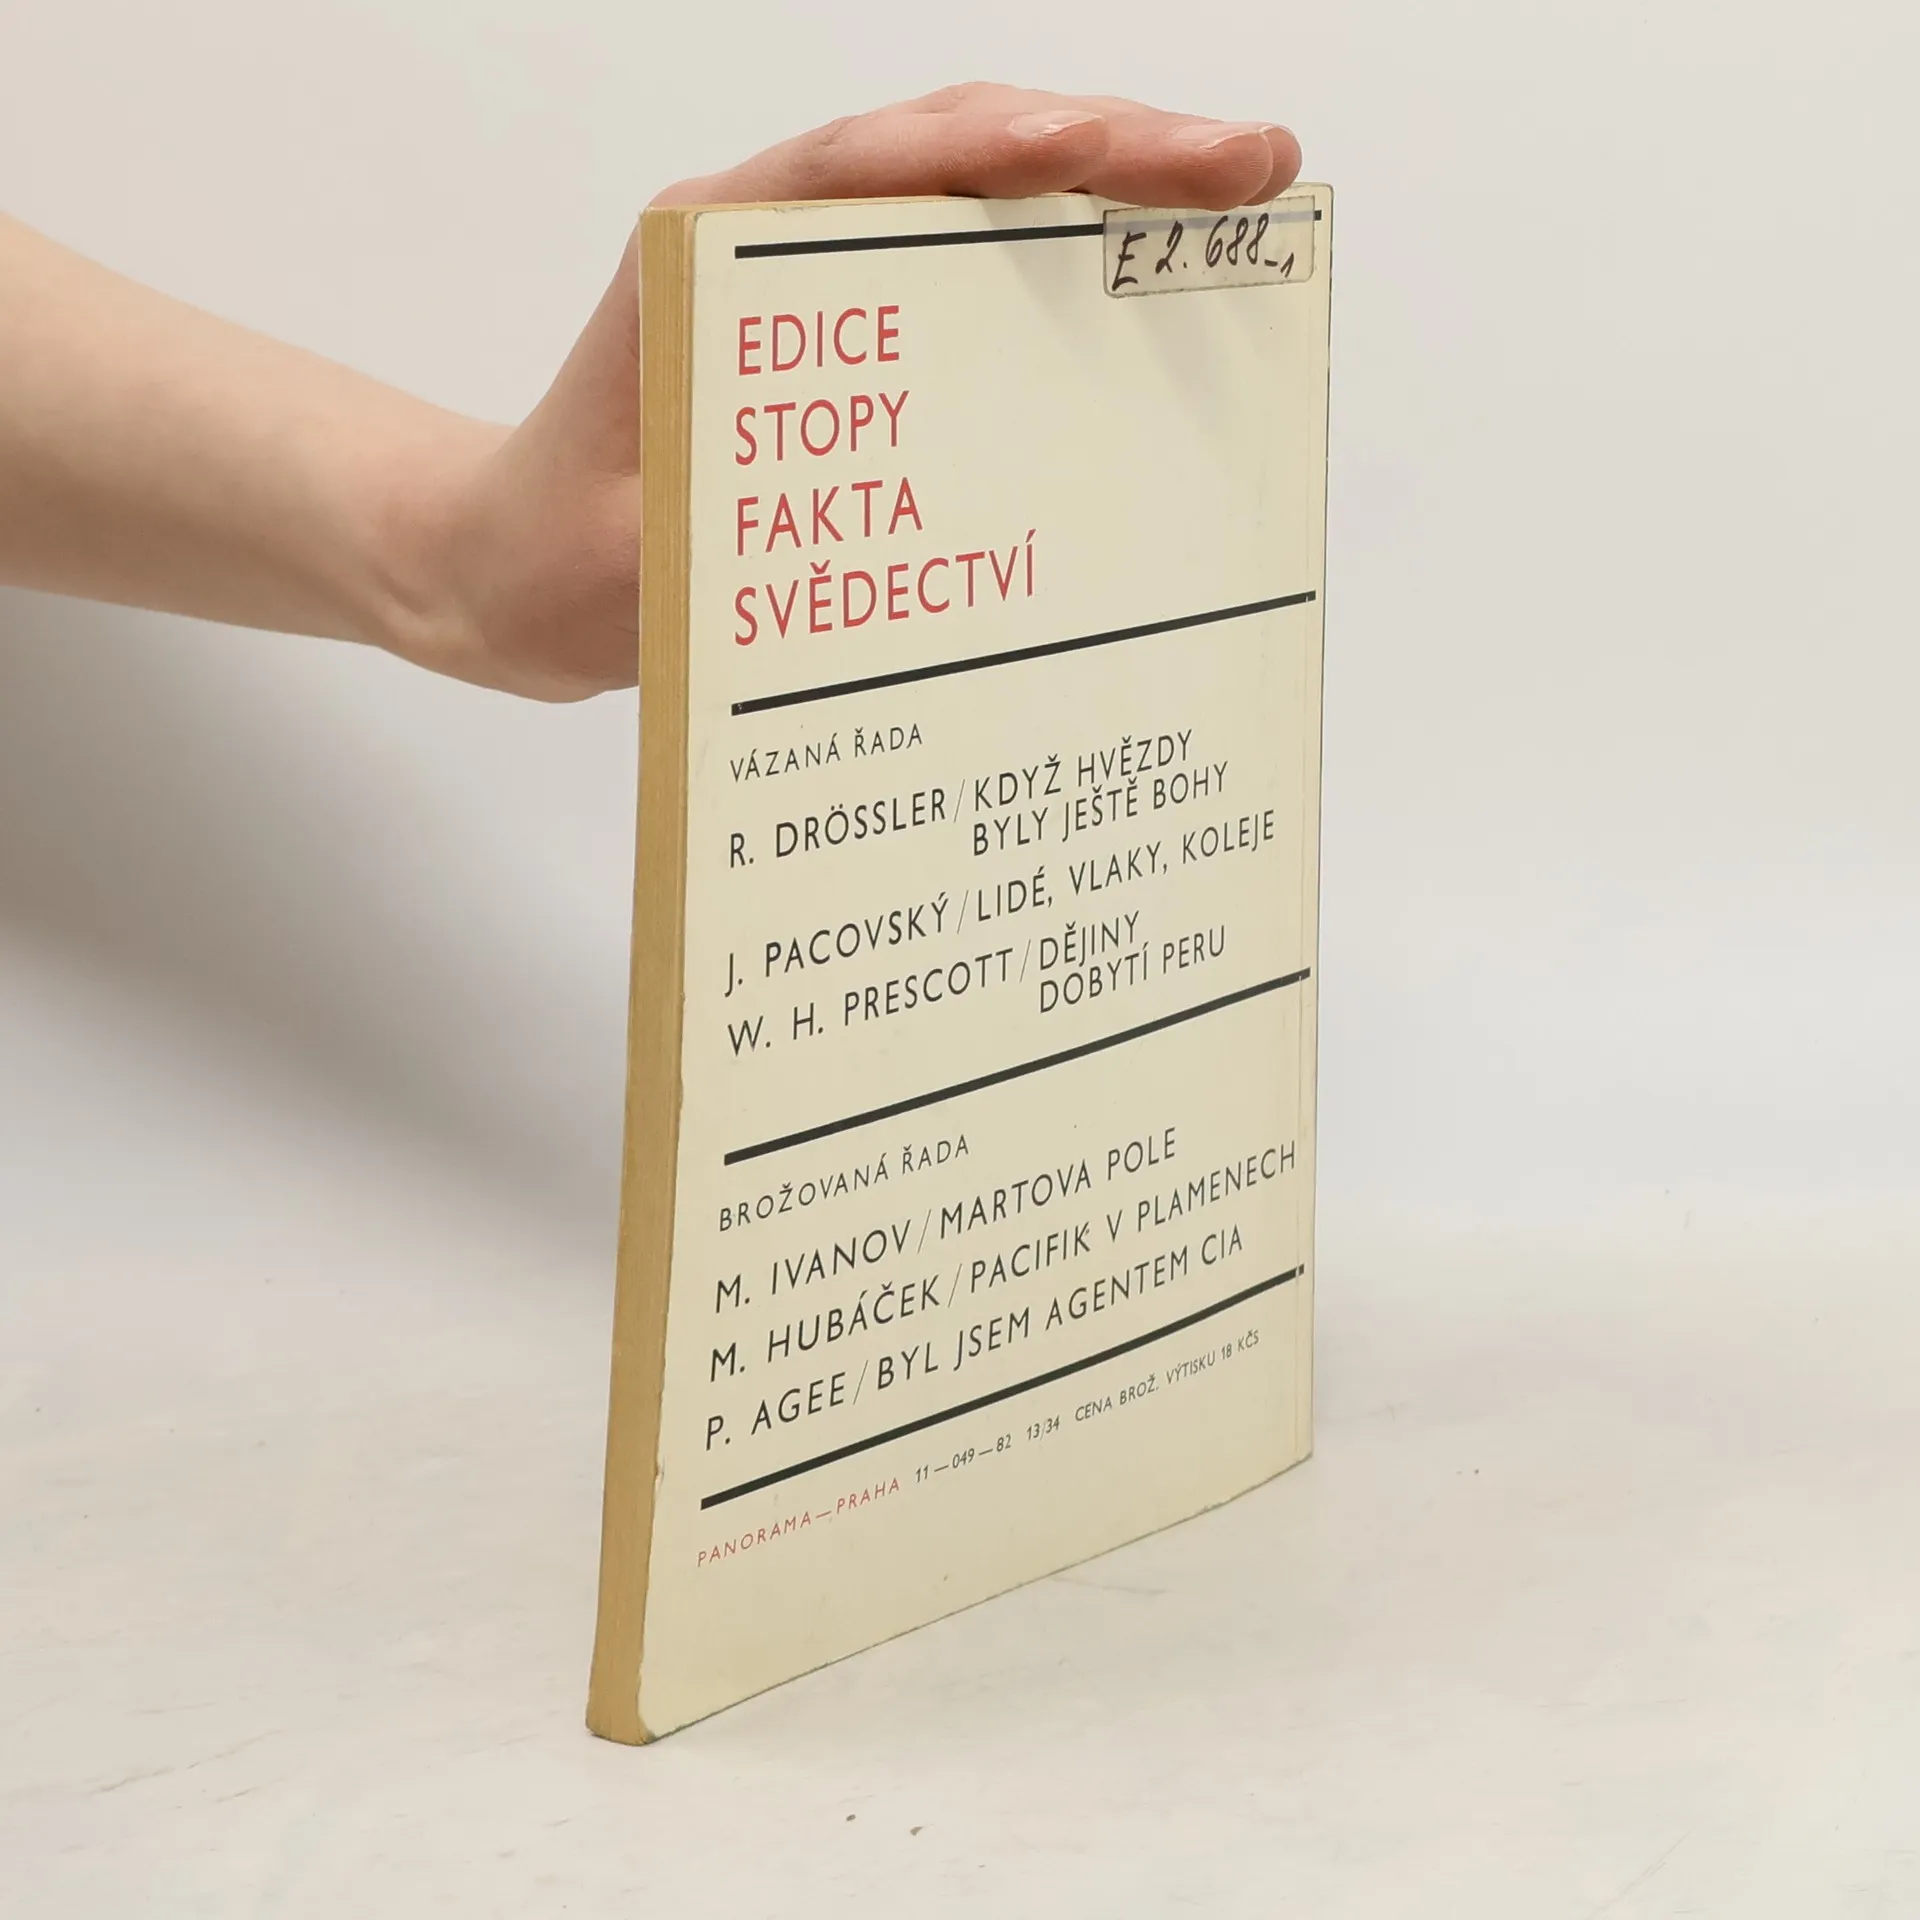 E 2. 688-1
EDICE
STOPY
FAKTA
SVĚDECTVÍ
VÁZANÁ ŘADA
R. DRÖSSLER / KDYŽ HVĚZDY
BYLY JEŠTĚ BOHY
J. PACOVSKÝ / LIDÉ, VLAKY, KOLEJE
W. H. PRESCOTT / DĚJINY
DOBYTÍ PERU
BROŽOVANÁ ŘADA
M. IVANOV / MARTOVA POLE
M. HUBÁČEK / PACIFIK V PLAMENECH
P. AGEE / BYL JSEM AGENTEM CIA
PANORAMA—PRAHA 11—049—82 13/34 CENA BROŽ. VÝTISKU 18 KČS